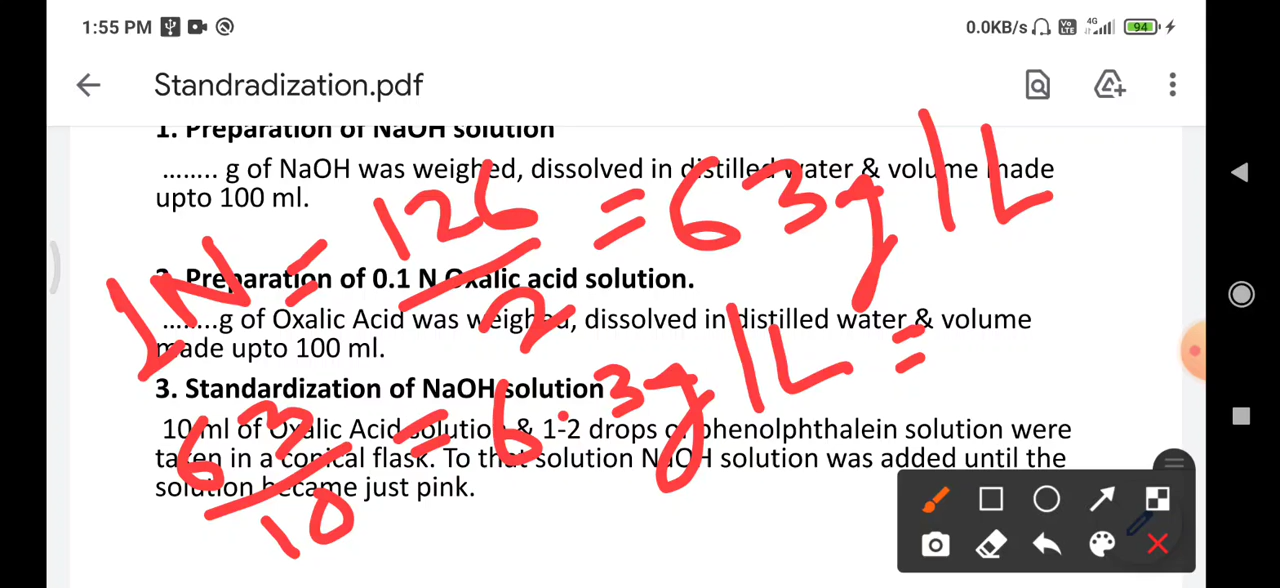 1:55 PM 0.0KB/s Vo LTE 4G 94
Standradization.pdf
1. Preparation of NaOH solution
........ g of NaOH was weighed, dissolved in distilled water & volume made
upto 100 ml.
1N = 126/2 = 63g/L
2. Preparation of 0.1 N Oxalic acid solution.
........g of Oxalic Acid was weighed, dissolved in distilled water & volume
made upto 100 ml.
63/10 = 6.3g/L =
3. Standardization of NaOH solution
10 ml of Oxalic Acid solution & 1-2 drops of phenolphthalein solution were
taken in a conical flask. To that solution NaOH solution was added until the
solution became just pink.